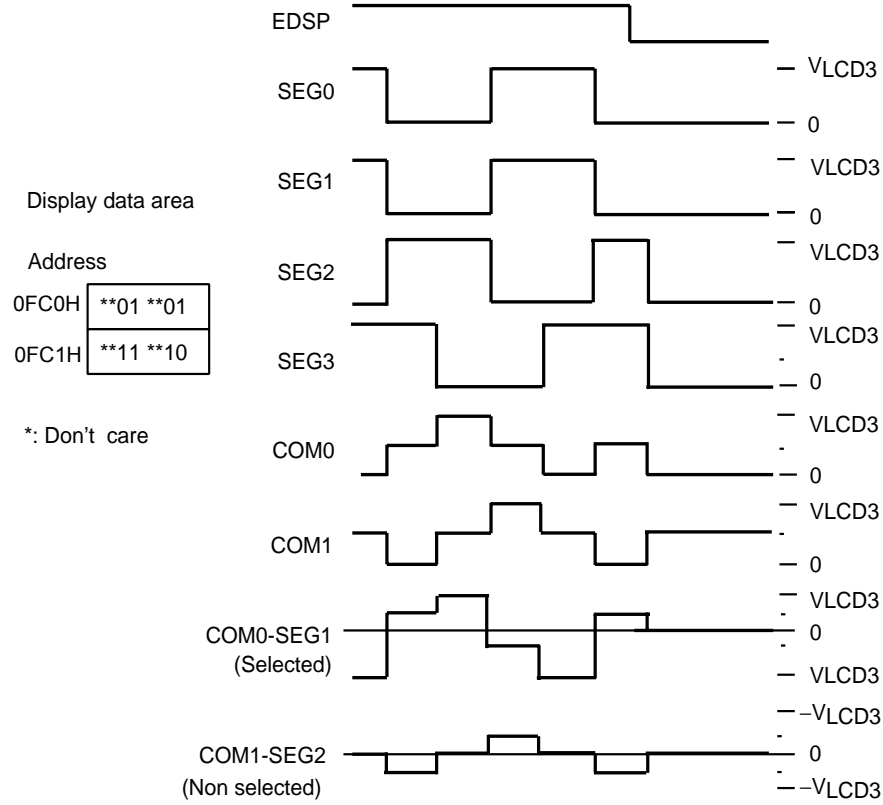 EDSP
SEG0
VLCD3
0
SEG1
VLCD3
0
Display data area
Address
0FC0H **01 **01
0FC1H **11 **10
*: Don't care
SEG2
VLCD3
0
SEG3
VLCD3
0
COM0
VLCD3
0
COM1
VLCD3
0
COM0-SEG1
(Selected)
VLCD3
0
VLCD3
COM1-SEG2
(Non selected)
−VLCD3
0
−VLCD3